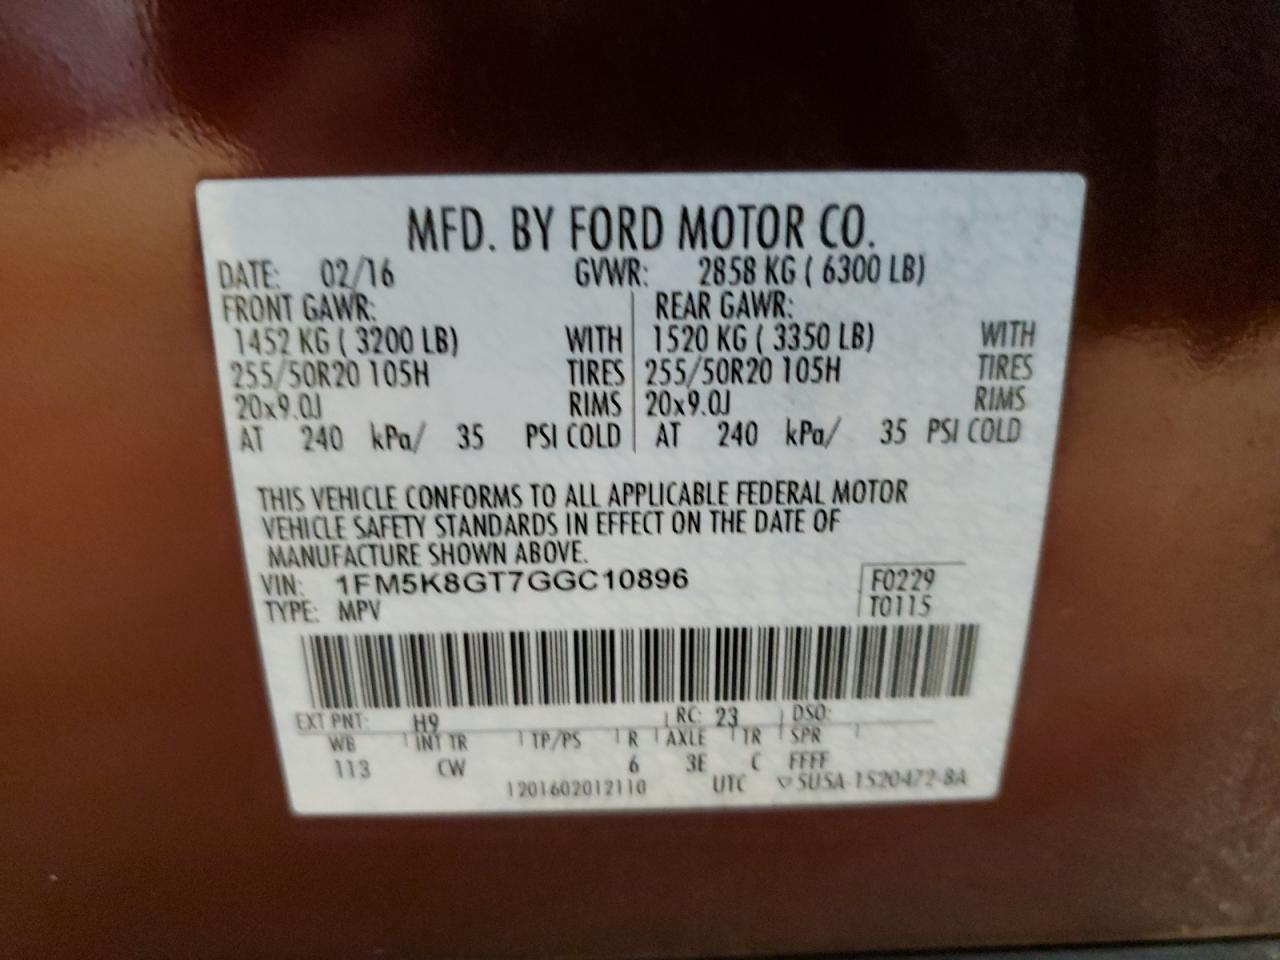 MFD. BY FORD MOTOR CO.
DATE: 02/16 GVWR: 2858 KG ( 6300 LB)
FRONT GAWR: REAR GAWR:
1452 KG ( 3200 LB) WITH 1520 KG ( 3350 LB) WITH
255/50R20 105H TIRES 255/50R20 105H TIRES
20x9.0J RIMS 20x9.0J RIMS
AT 240 kPa/ 35 PSI COLD AT 240 kPa/ 35 PSI COLD
THIS VEHICLE CONFORMS TO ALL APPLICABLE FEDERAL MOTOR
VEHICLE SAFETY STANDARDS IN EFFECT ON THE DATE OF
MANUFACTURE SHOWN ABOVE.
VIN: 1FM5K8GT7GGC10896 F0229
TYPE: MPV T0115
EXT PNT: H9 RC: 23 DSO:
WB INT TR TP/PS R AXLE TR SPR
113 CW 6 3E C FFFF
1201602012110 UTC SU5A-1520472-BA